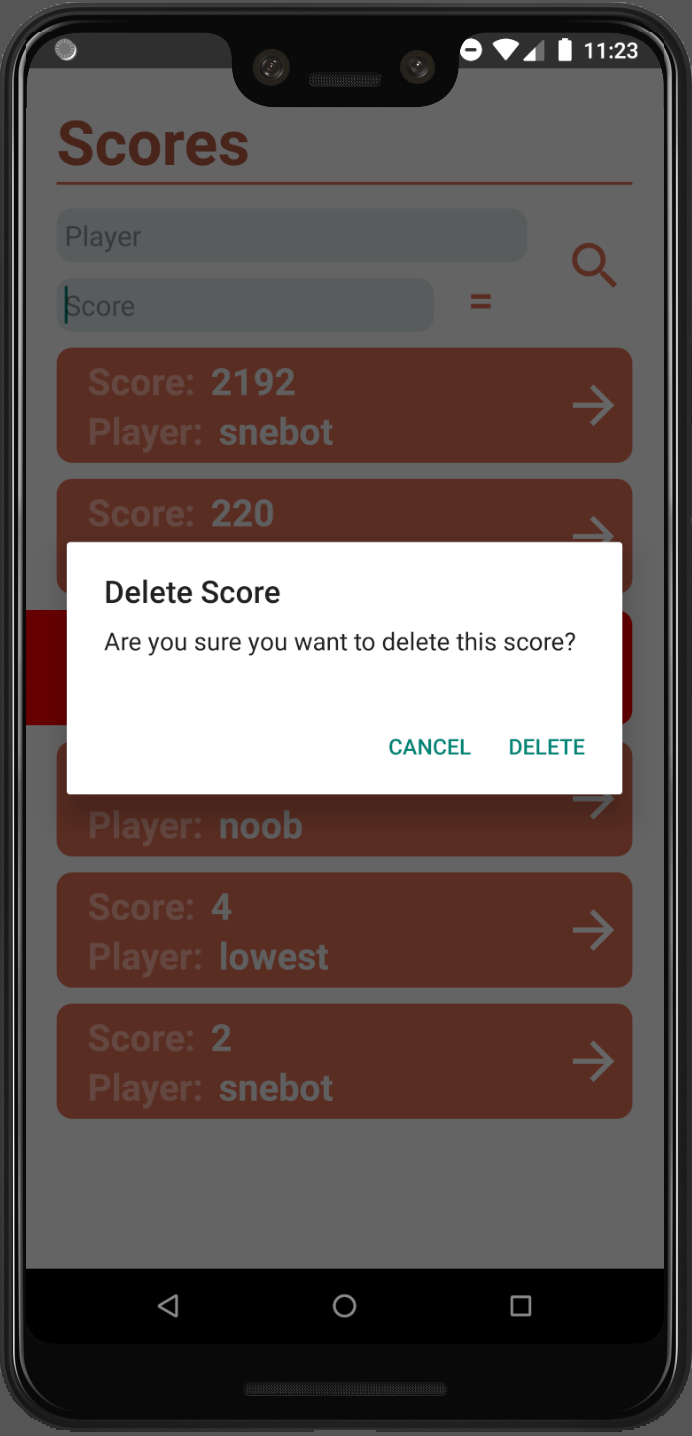 11:23
Scores
Player
Score
=
Score: 2192
Player: snebot
Score: 220
Delete Score
Are you sure you want to delete this score?
CANCEL DELETE
Player: noob
Score: 4
Player: lowest
Score: 2
Player: snebot